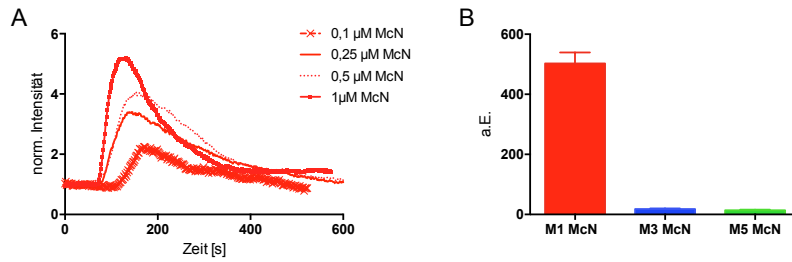 A
norm. Intensität
6
4
2
0
0
200
400
600
Zeit [s]
0,1 µM McN
0,25 µM McN
0,5 µM McN
1µM McN
B
a.E.
600
400
200
0
M1 McN
M3 McN
M5 McN